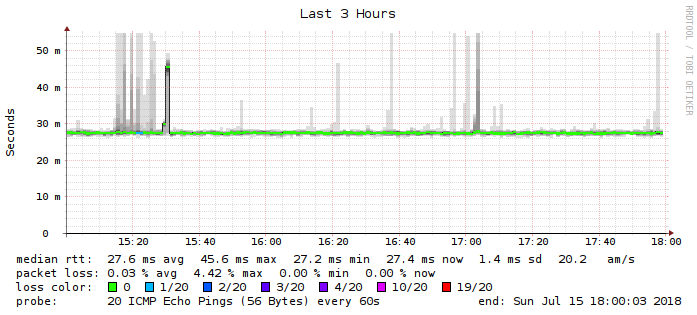 Last 3 Hours
RRDTOOL / TOBI OETIKER
Seconds
50 m
40 m
30 m
20 m
10 m
0
15:20 15:40 16:00 16:20 16:40 17:00 17:20 17:40 18:00
median rtt: 27.6 ms avg 45.6 ms max 27.2 ms min 27.4 ms now 1.4 ms sd 20.2 am/s
packet loss: 0.03 % avg 4.42 % max 0.00 % min 0.00 % now
loss color: 0 1/20 2/20 3/20 4/20 10/20 19/20
probe: 20 ICMP Echo Pings (56 Bytes) every 60s end: Sun Jul 15 18:00:03 2018